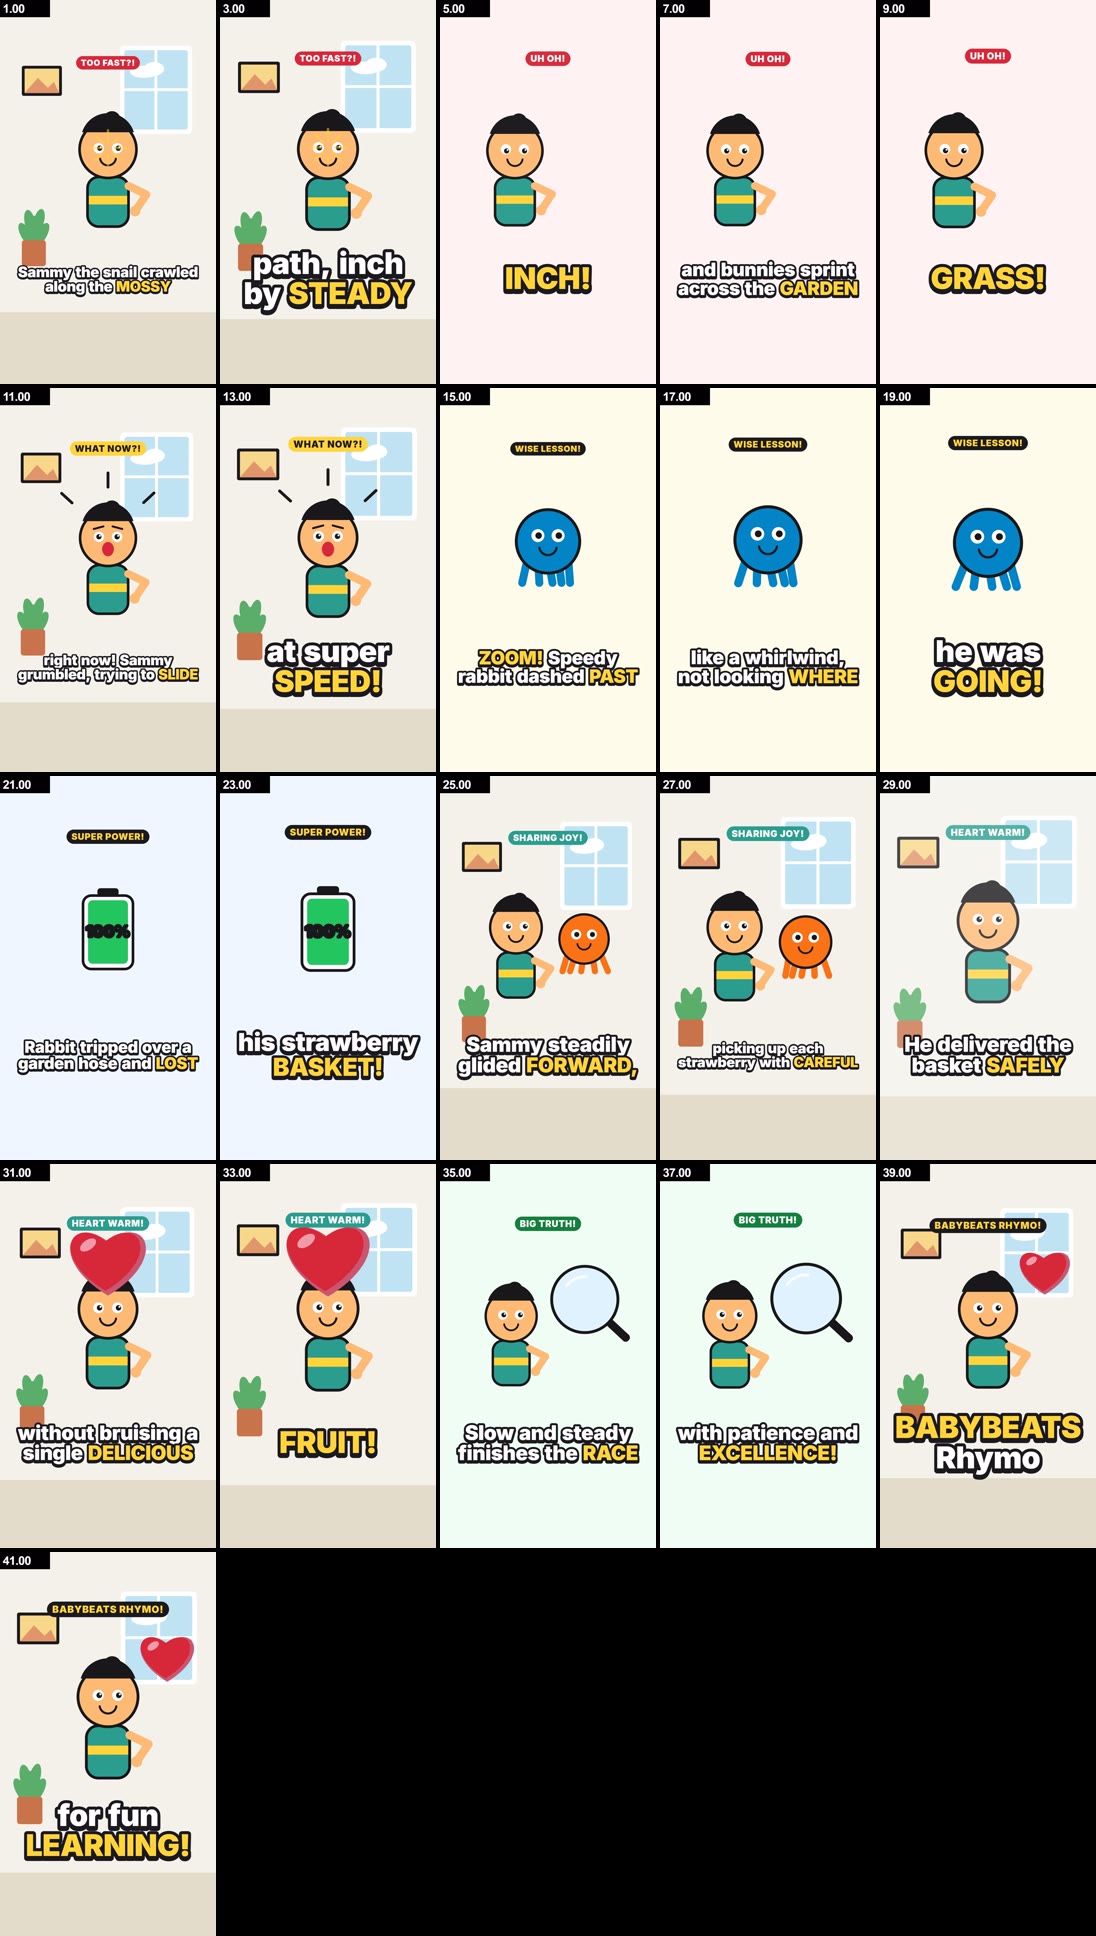 1.00
TOO FAST?!
Sammy the snail crawled
along the MOSSY
3.00
TOO FAST?!
path, inch
by STEADY
5.00
UH OH!
INCH!
7.00
UH OH!
and bunnies sprint
across the GARDEN
9.00
UH OH!
GRASS!
11.00
WHAT NOW?!
right now! Sammy
grumbled, trying to SLIDE
13.00
WHAT NOW?!
at super
SPEED!
15.00
WISE LESSON!
ZOOM! Speedy
rabbit dashed PAST
17.00
WISE LESSON!
like a whirlwind,
not looking WHERE
19.00
WISE LESSON!
he was
GOING!
21.00
SUPER POWER!
100%
Rabbit tripped over a
garden hose and LOST
23.00
SUPER POWER!
100%
his strawberry
BASKET!
25.00
SHARING JOY!
Sammy steadily
glided FORWARD,
27.00
SHARING JOY!
picking up each
strawberry with CAREFUL
29.00
HEART WARM!
He delivered the
basket SAFELY
31.00
HEART WARM!
without bruising a
single DELICIOUS
33.00
HEART WARM!
FRUIT!
35.00
BIG TRUTH!
Slow and steady
finishes the RACE
37.00
BIG TRUTH!
with patience and
EXCELLENCE!
39.00
BABYBEATS RHYMO!
BABYBEATS
Rhymo
41.00
BABYBEATS RHYMO!
for fun
LEARNING!